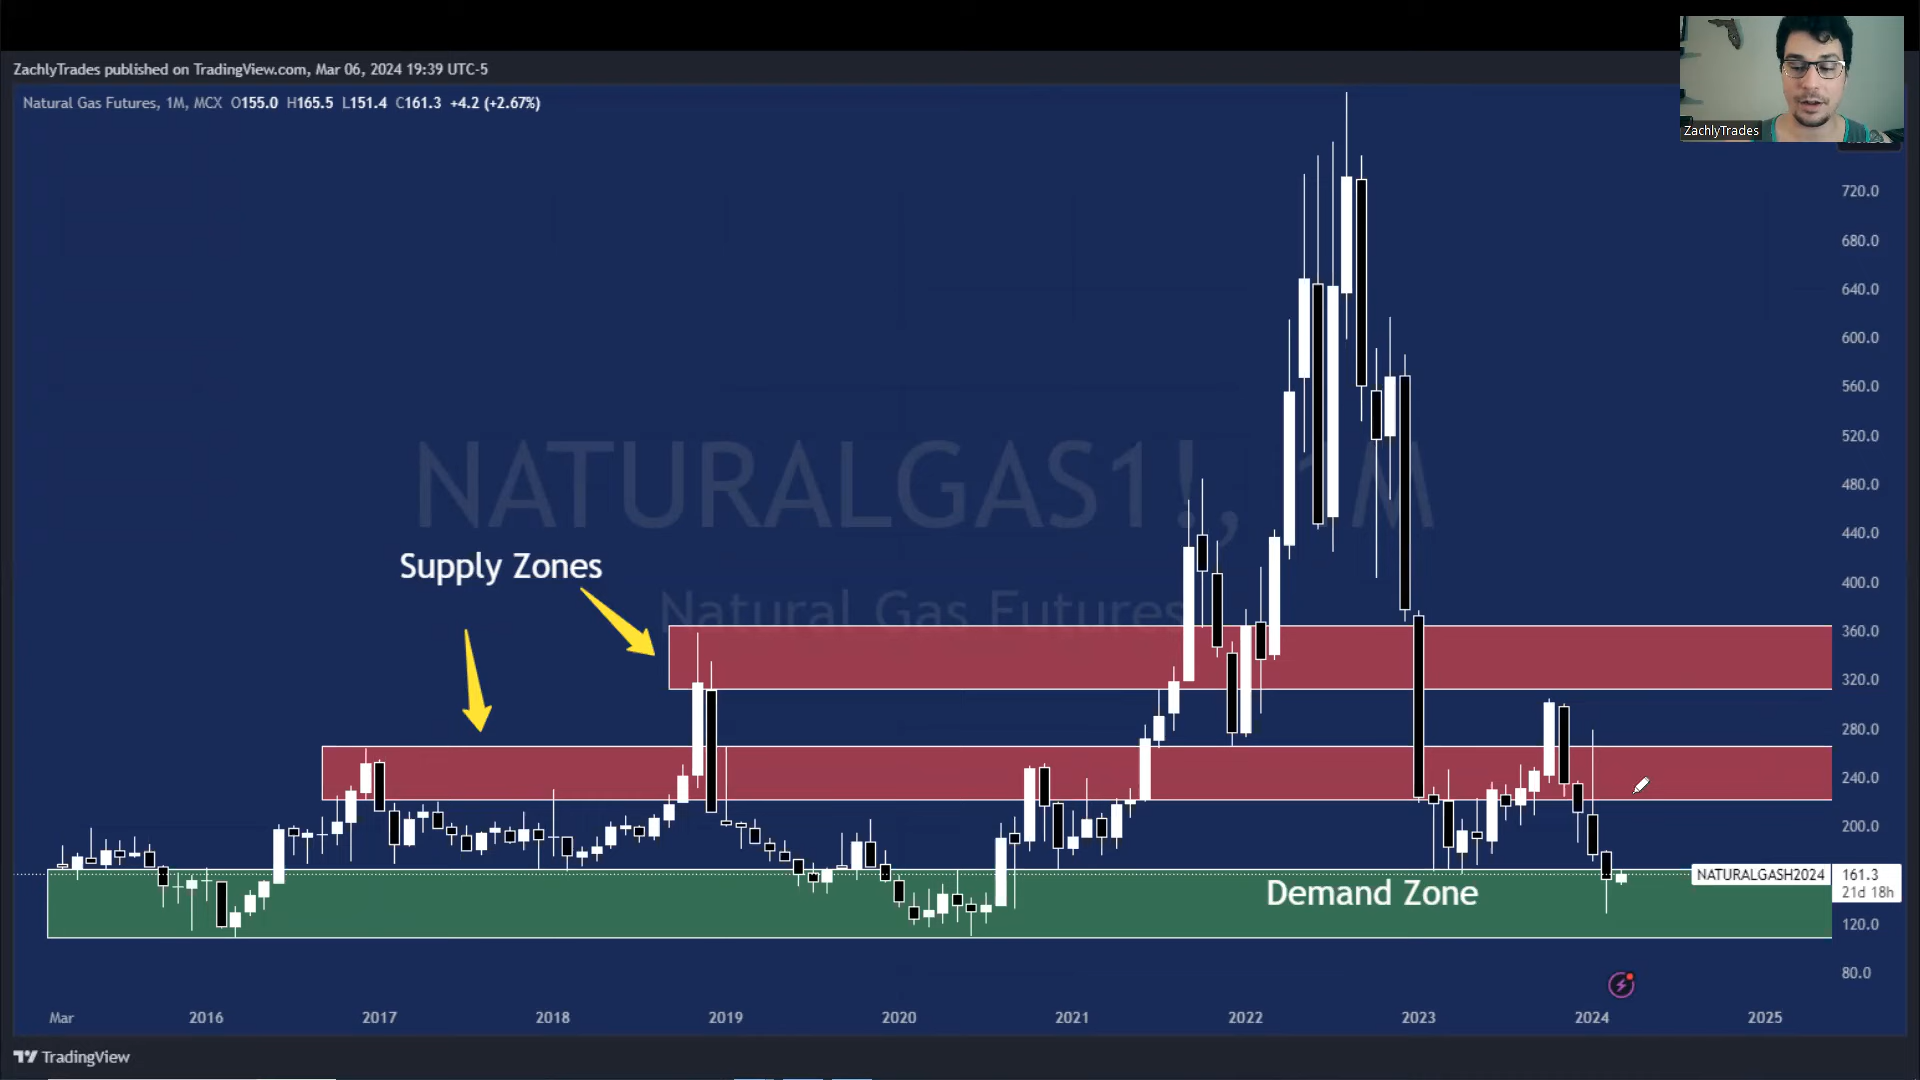 ZachlyTrades published on TradingView.com, Mar 06, 2024 19:39 UTC-5
Natural Gas Futures, 1M, MCX O155.0 H165.5 L151.4 C161.3 +4.2 (+2.67%)
ZachlyTrades
720.0
680.0
640.0
600.0
560.0
520.0
480.0
440.0
400.0
360.0
320.0
280.0
240.0
200.0
NATURALGAS1!, 1M
Natural Gas Futures
Supply Zones
Demand Zone
NATURALGASH2024 161.3
21d 18h
120.0
80.0
Mar 2016 2017 2018 2019 2020 2021 2022 2023 2024 2025
TradingView